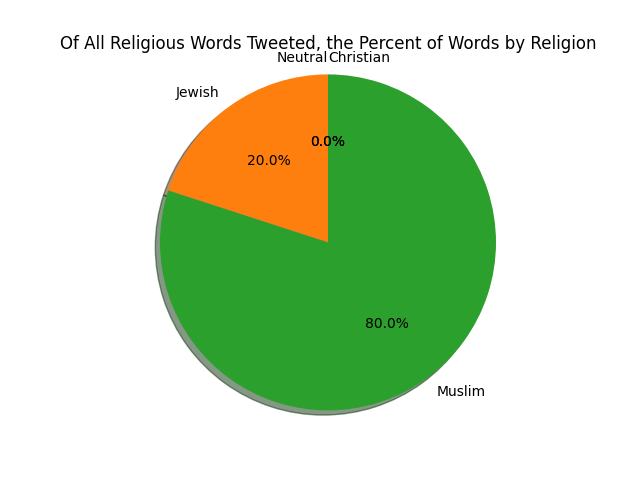 Of All Religious Words Tweeted, the Percent of Words by Religion
Neutral
Christian
Jewish
0.0%
20.0%
80.0%
Muslim